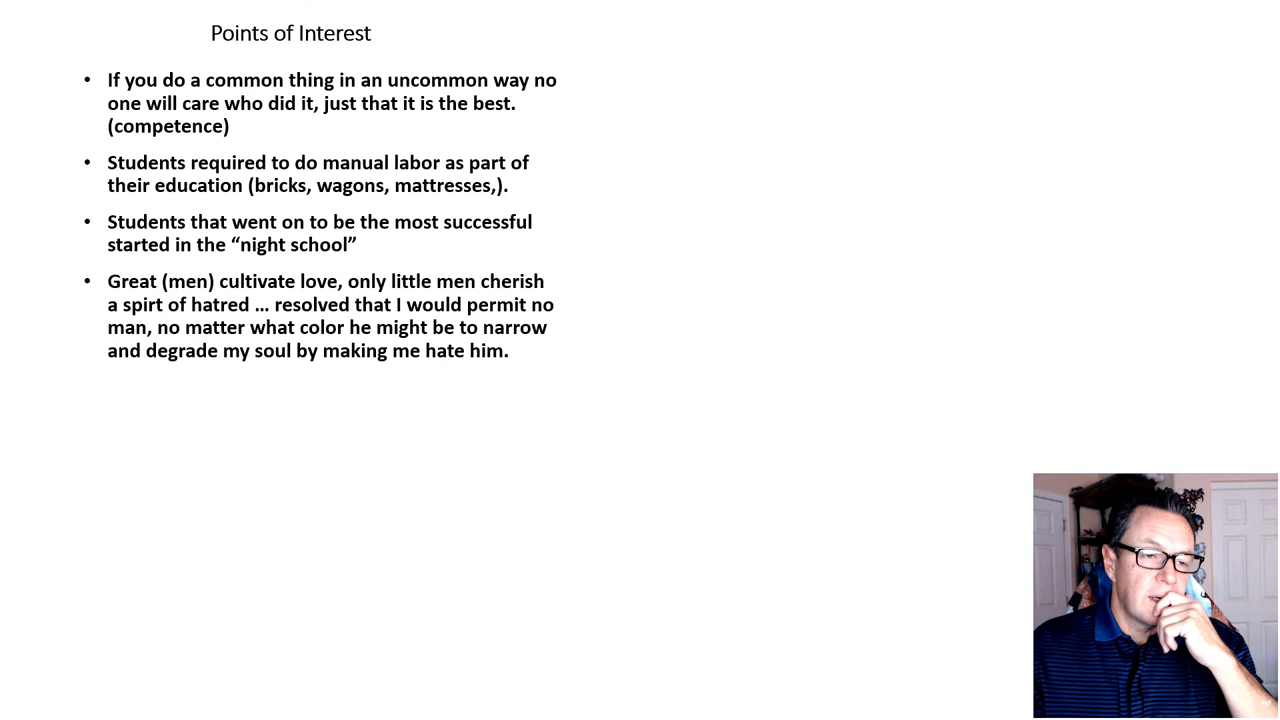 Points of Interest
• If you do a common thing in an uncommon way no
one will care who did it, just that it is the best.
(competence)
• Students required to do manual labor as part of
their education (bricks, wagons, mattresses,).
• Students that went on to be the most successful
started in the “night school”
• Great (men) cultivate love, only little men cherish
a spirt of hatred … resolved that I would permit no
man, no matter what color he might be to narrow
and degrade my soul by making me hate him.